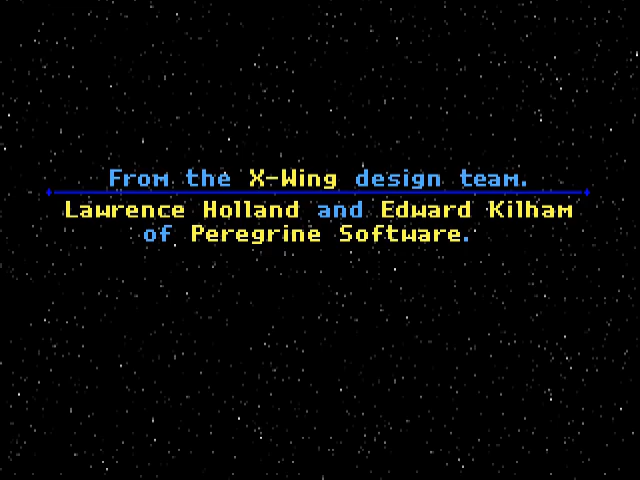 From the X-Wing design team.
Lawrence Holland and Edward Kilham
of Peregrine Software.